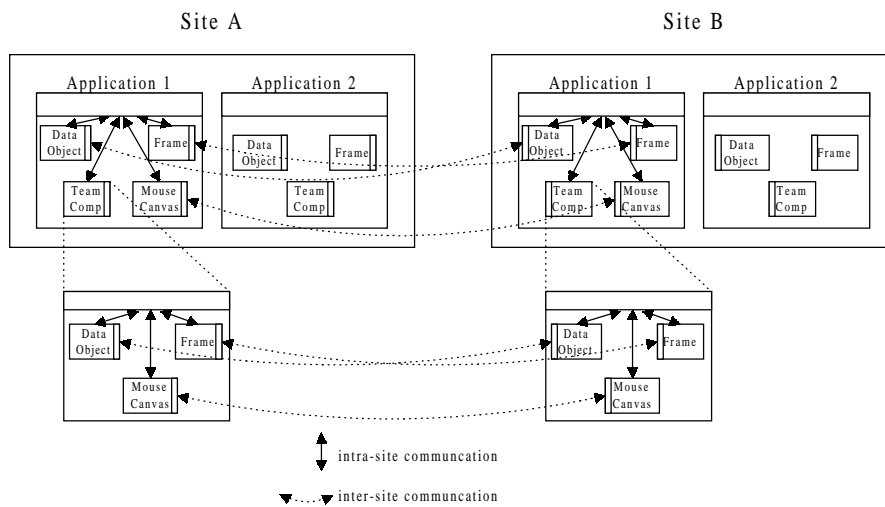 Site A
Site B
Application 1
Application 2
Application 1
Application 2
Data
Object
Frame
Data
Object
Frame
Data
Object
Frame
Data
Object
Frame
Team
Comp
Mouse
Canvas
Team
Comp
Team
Comp
Mouse
Canvas
Team
Comp
Data
Object
Frame
Data
Object
Frame
Mouse
Canvas
Mouse
Canvas
intra-site communcation
inter-site communcation